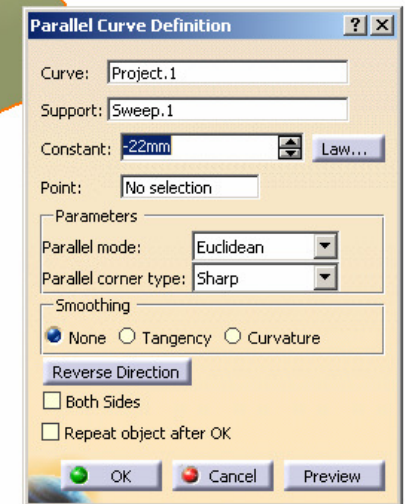 Parallel Curve Definition ? X
Curve: Project.1
Support: Sweep.1
Constant: -22mm Law...
Point: No selection
Parameters
Parallel mode: Euclidean
Parallel corner type: Sharp
Smoothing
None Tangency Curvature
Reverse Direction
Both Sides
Repeat object after OK
OK Cancel Preview